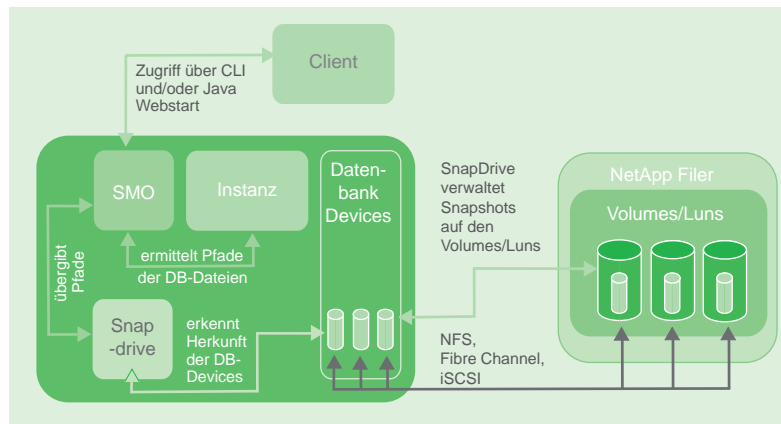 Client
Zugriff über CLI
und/oder Java
Webstart
SMO
Instanz
Daten-
bank
Devices
SnapDrive
verwaltet
Snapshots
auf den
Volumes/Luns
NetApp Filer
Volumes/Luns
übergibt
Pfade
ermittelt Pfade
der DB-Dateien
Snap
-drive
erkennt
Herkunft
der DB-
Devices
NFS,
Fibre Channel,
iSCSI